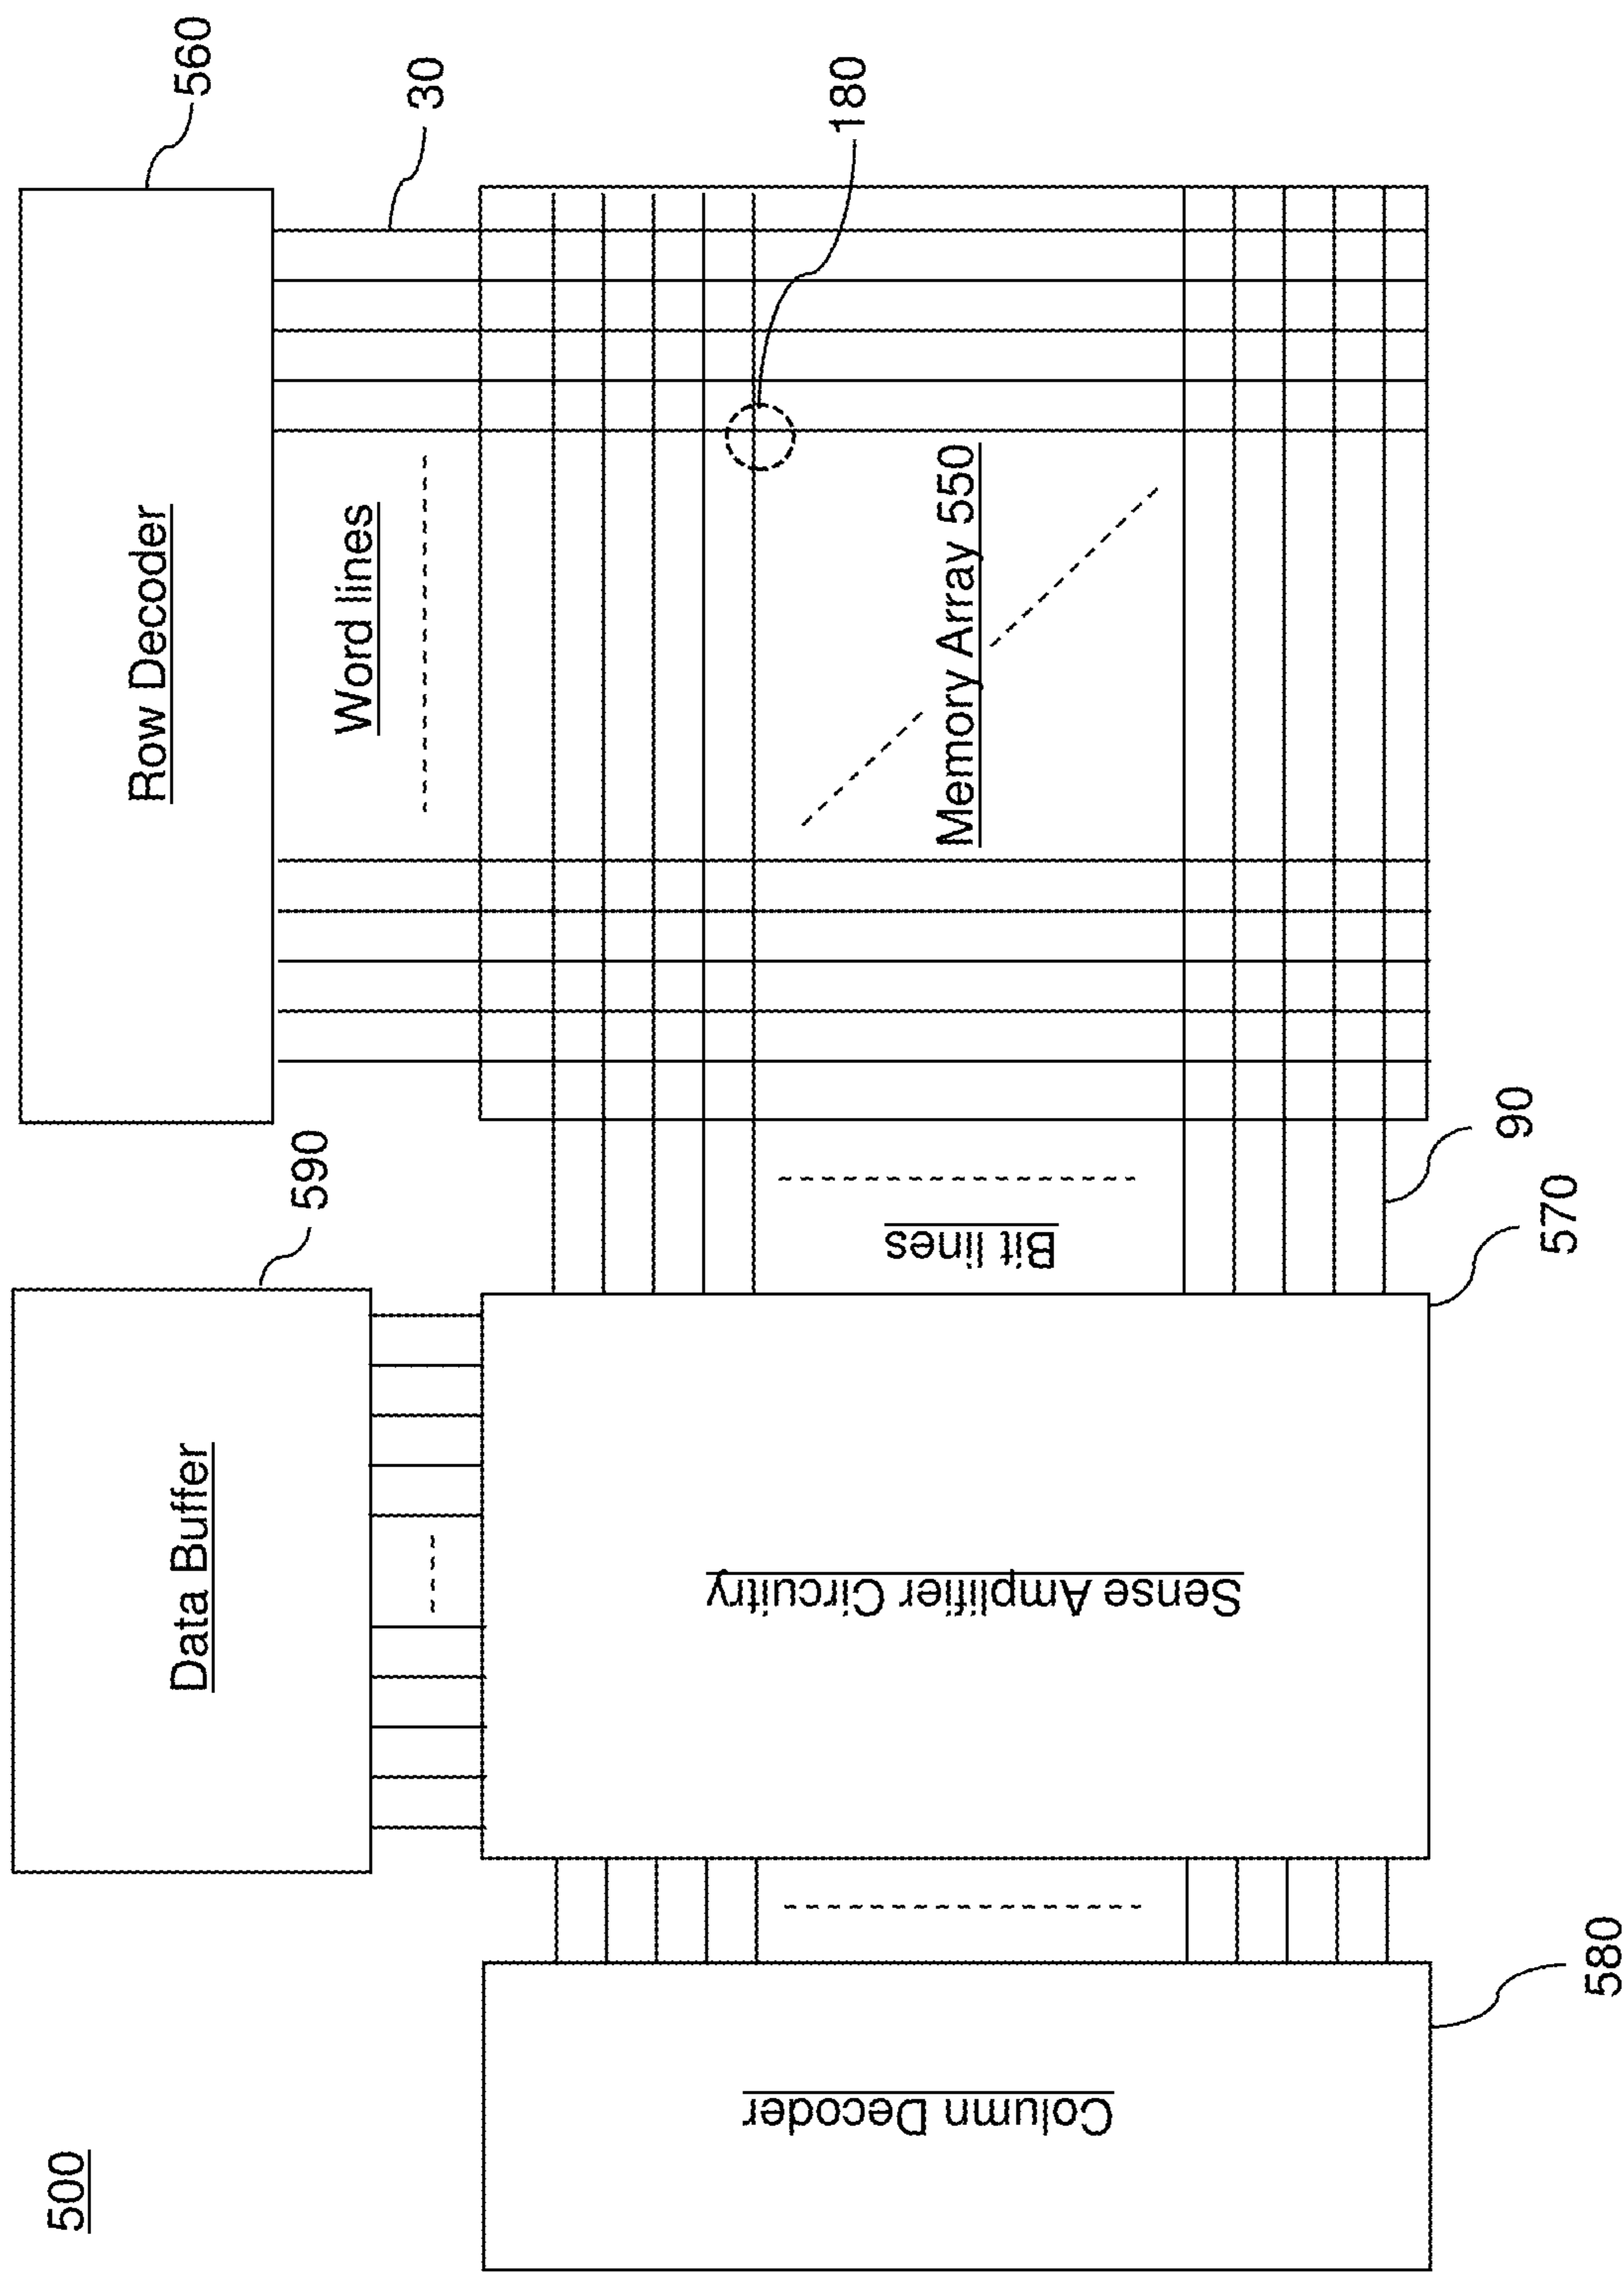 500
Row Decoder
560
Word lines
30
180
Memory Array 550
Data Buffer
590
Bit lines
90
Sense Amplifier Circuitry
570
Column Decoder
580